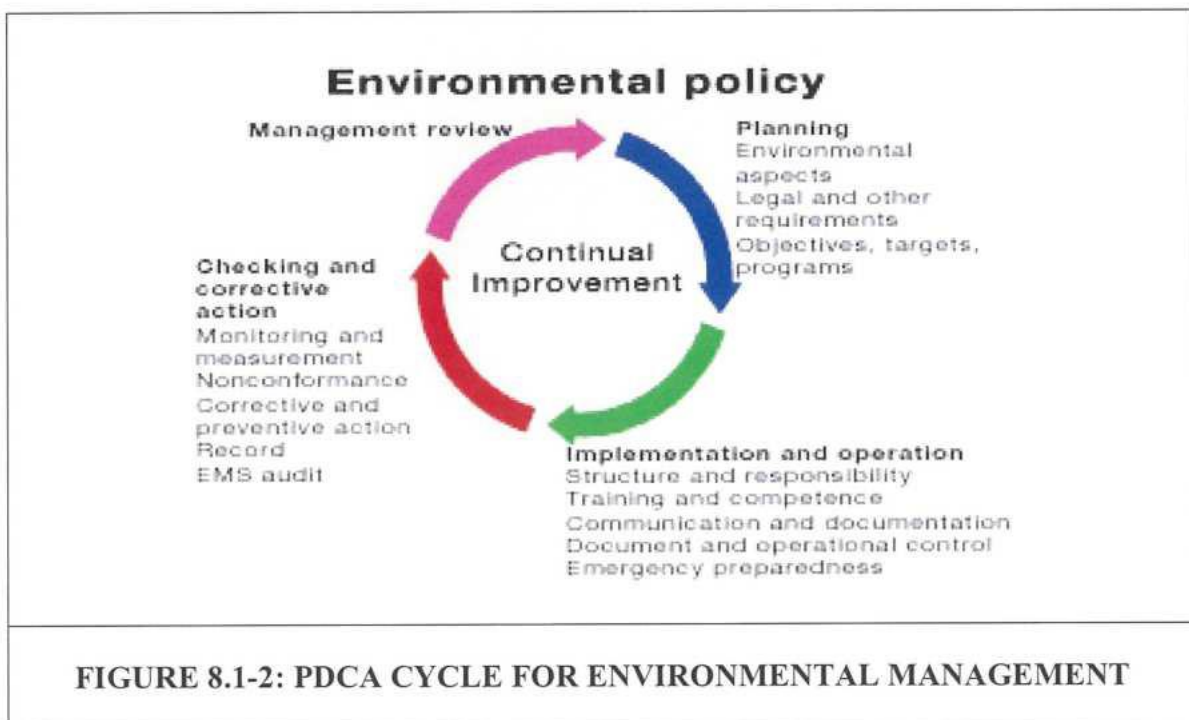 Environmental policy
Management review
Planning
Environmental
aspects
Legal and other
requirements
Objectives, targets,
programs
Continual
Improvement
Checking and
corrective
action
Monitoring and
measurement
Nonconformance
Corrective and
preventive action
Record
EMS audit
Implementation and operation
Structure and responsibility
Training and competence
Communication and documentation
Document and operational control
Emergency preparedness
FIGURE 8.1-2: PDCA CYCLE FOR ENVIRONMENTAL MANAGEMENT